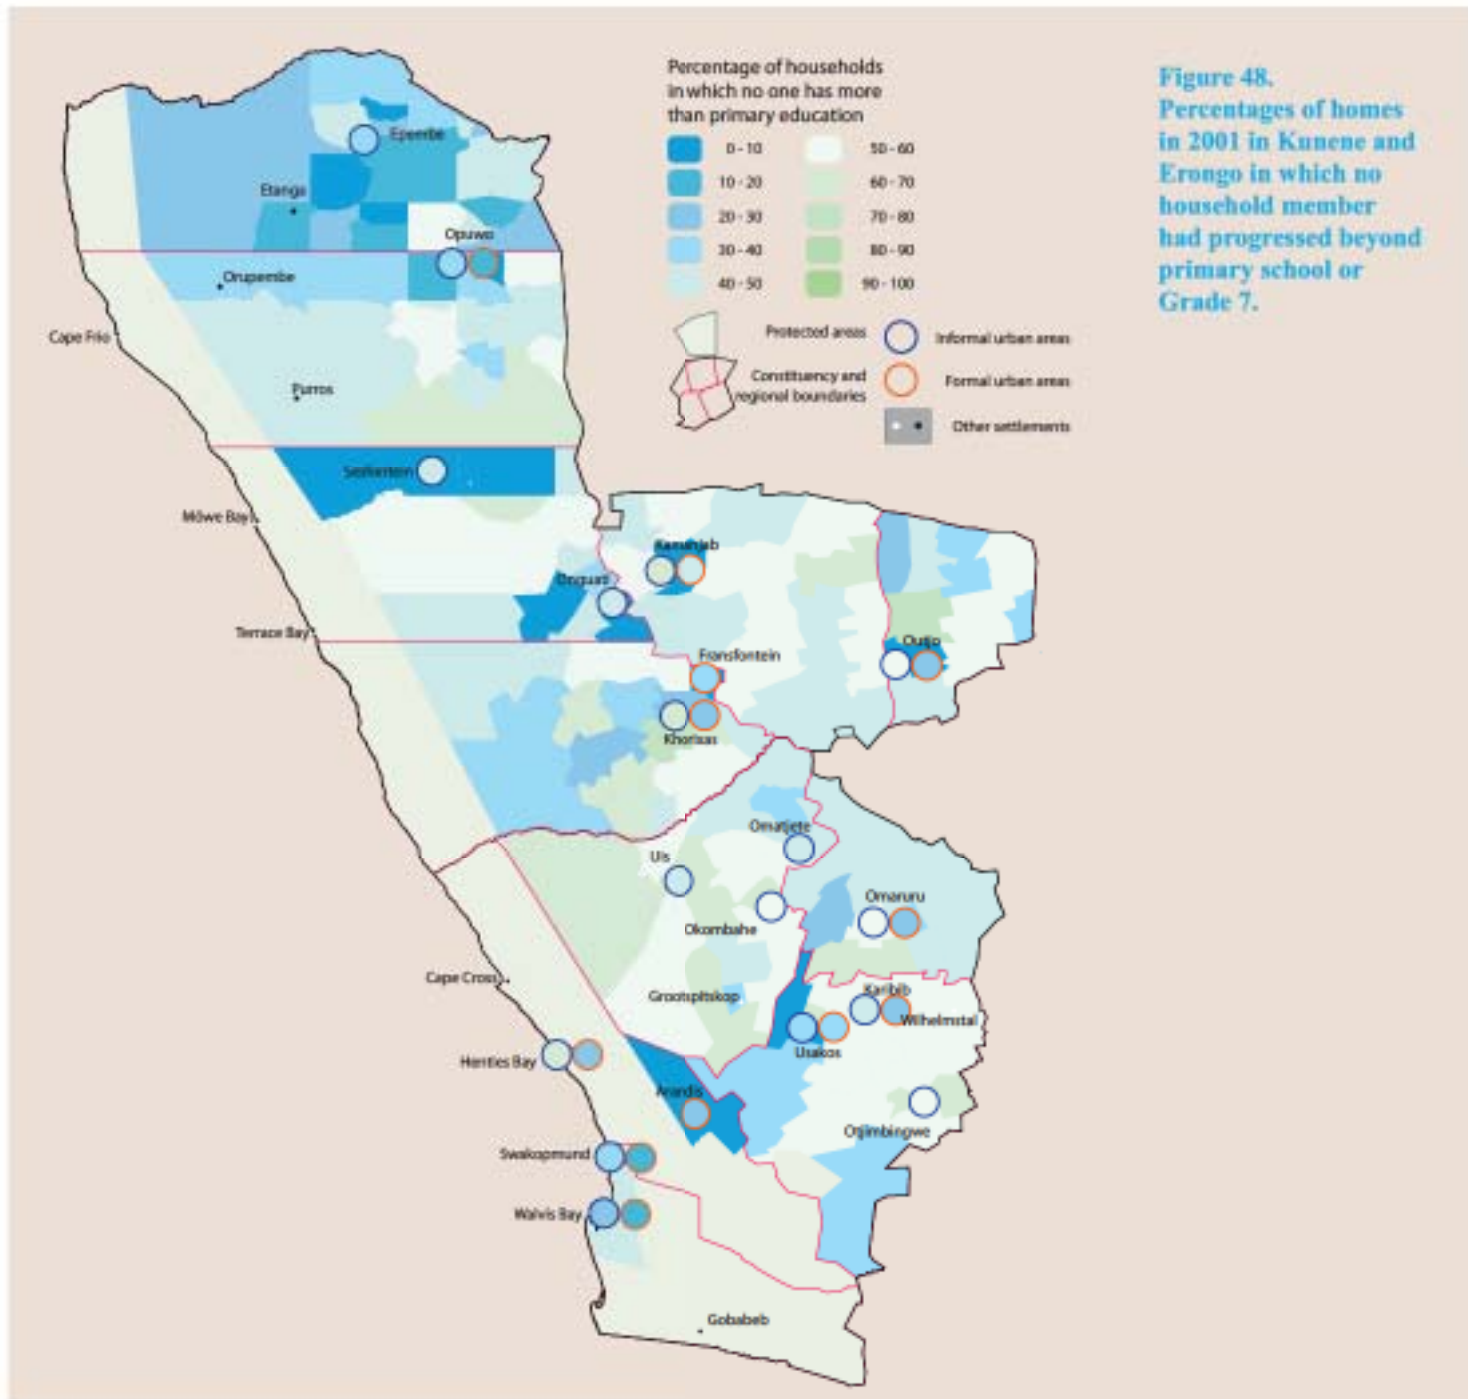 Percentage of households
in which no one has more
than primary education
0 - 10
50 - 60
10 - 20
60 - 70
20 - 30
70 - 80
30 - 40
80 - 90
40 - 50
90 - 100
Protected areas
Informal urban areas
Constituency and
regional boundaries
Formal urban areas
Other settlements
Figure 48.
Percentages of homes
in 2001 in Kunene and
Erongo in which no
household member
had progressed beyond
primary school or
Grade 7.
Epembe
Etanga
Opuwo
Orupembe
Cape Frio
Purros
Sesfontein
Möwe Bay
Kamanjab
Terrace Bay
Outjo
Fransfontein
Khorixas
Omatjete
Uis
Omaruru
Okombahe
Cape Cross
Grootspitskop
Karibib
Wilhelmstal
Usakos
Henties Bay
Arandis
Otjimbingwe
Swakopmund
Walvis Bay
Gobabeb